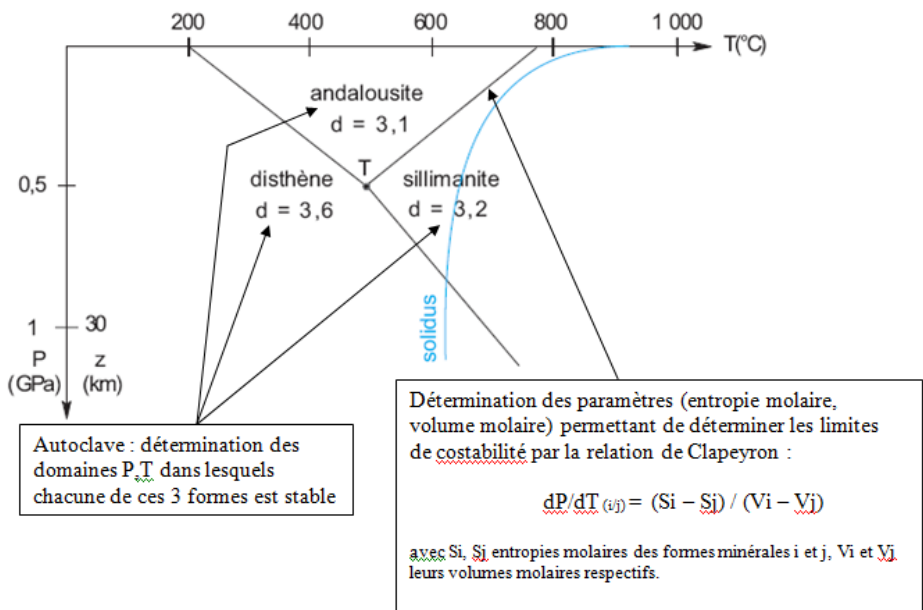 200
400
600
800
1 000
T(°C)
andalousite
d = 3,1
T
0,5
disthène
d = 3,6
sillimanite
d = 3,2
solidus
1
30
P
(GPa)
z
(km)
Autoclave : détermination des
domaines P,T dans lesquels
chacune de ces 3 formes est stable
Détermination des paramètres (entropie molaire,
volume molaire) permettant de déterminer les limites
de costabilité par la relation de Clapeyron :
dP/dT (i/j) = (Si – Sj) / (Vi – Vj)
avec Si, Sj entropies molaires des formes minérales i et j, Vi et Vj
leurs volumes molaires respectifs.